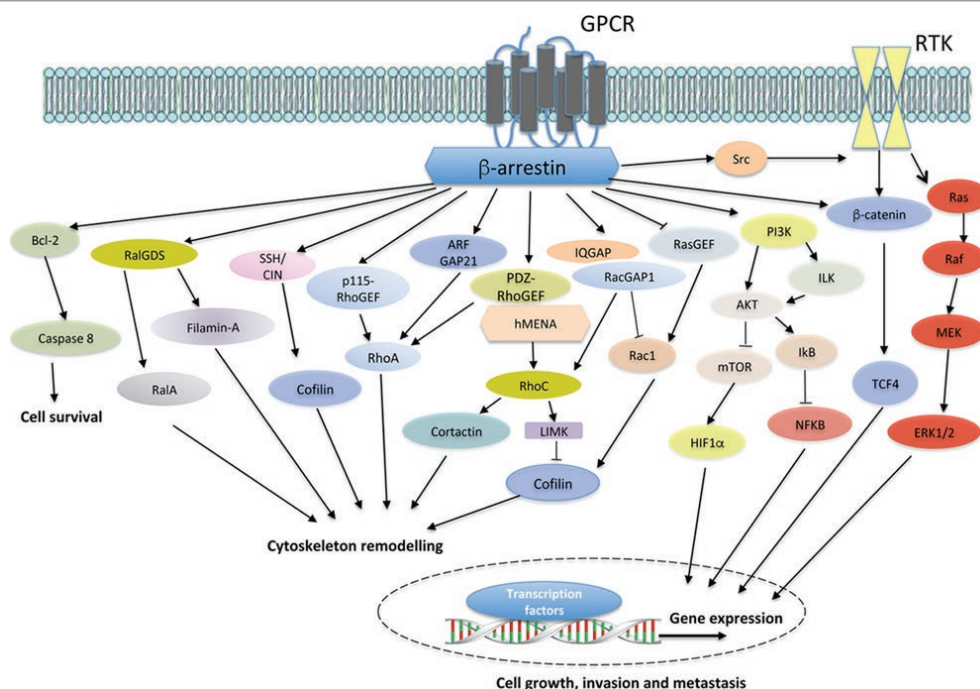 GPCR
RTK
β-arrestin
Src
Bcl-2
RalGDS
SSH/
CIN
p115-
RhoGEF
ARF
GAP21
PDZ-
RhoGEF
hMENA
IQGAP
RacGAP1
RasGEF
PI3K
ILK
β-catenin
Ras
Raf
Caspase 8
Filamin-A
RhoA
Rac1
AKT
mTOR
IkB
MEK
Cell survival
RalA
Cofilin
RhoC
TCF4
Cortactin
LIMK
HIF1α
NFKB
ERK1/2
Cofilin
Cytoskeleton remodelling
Transcription
factors
Gene expression
Cell growth, invasion and metastasis